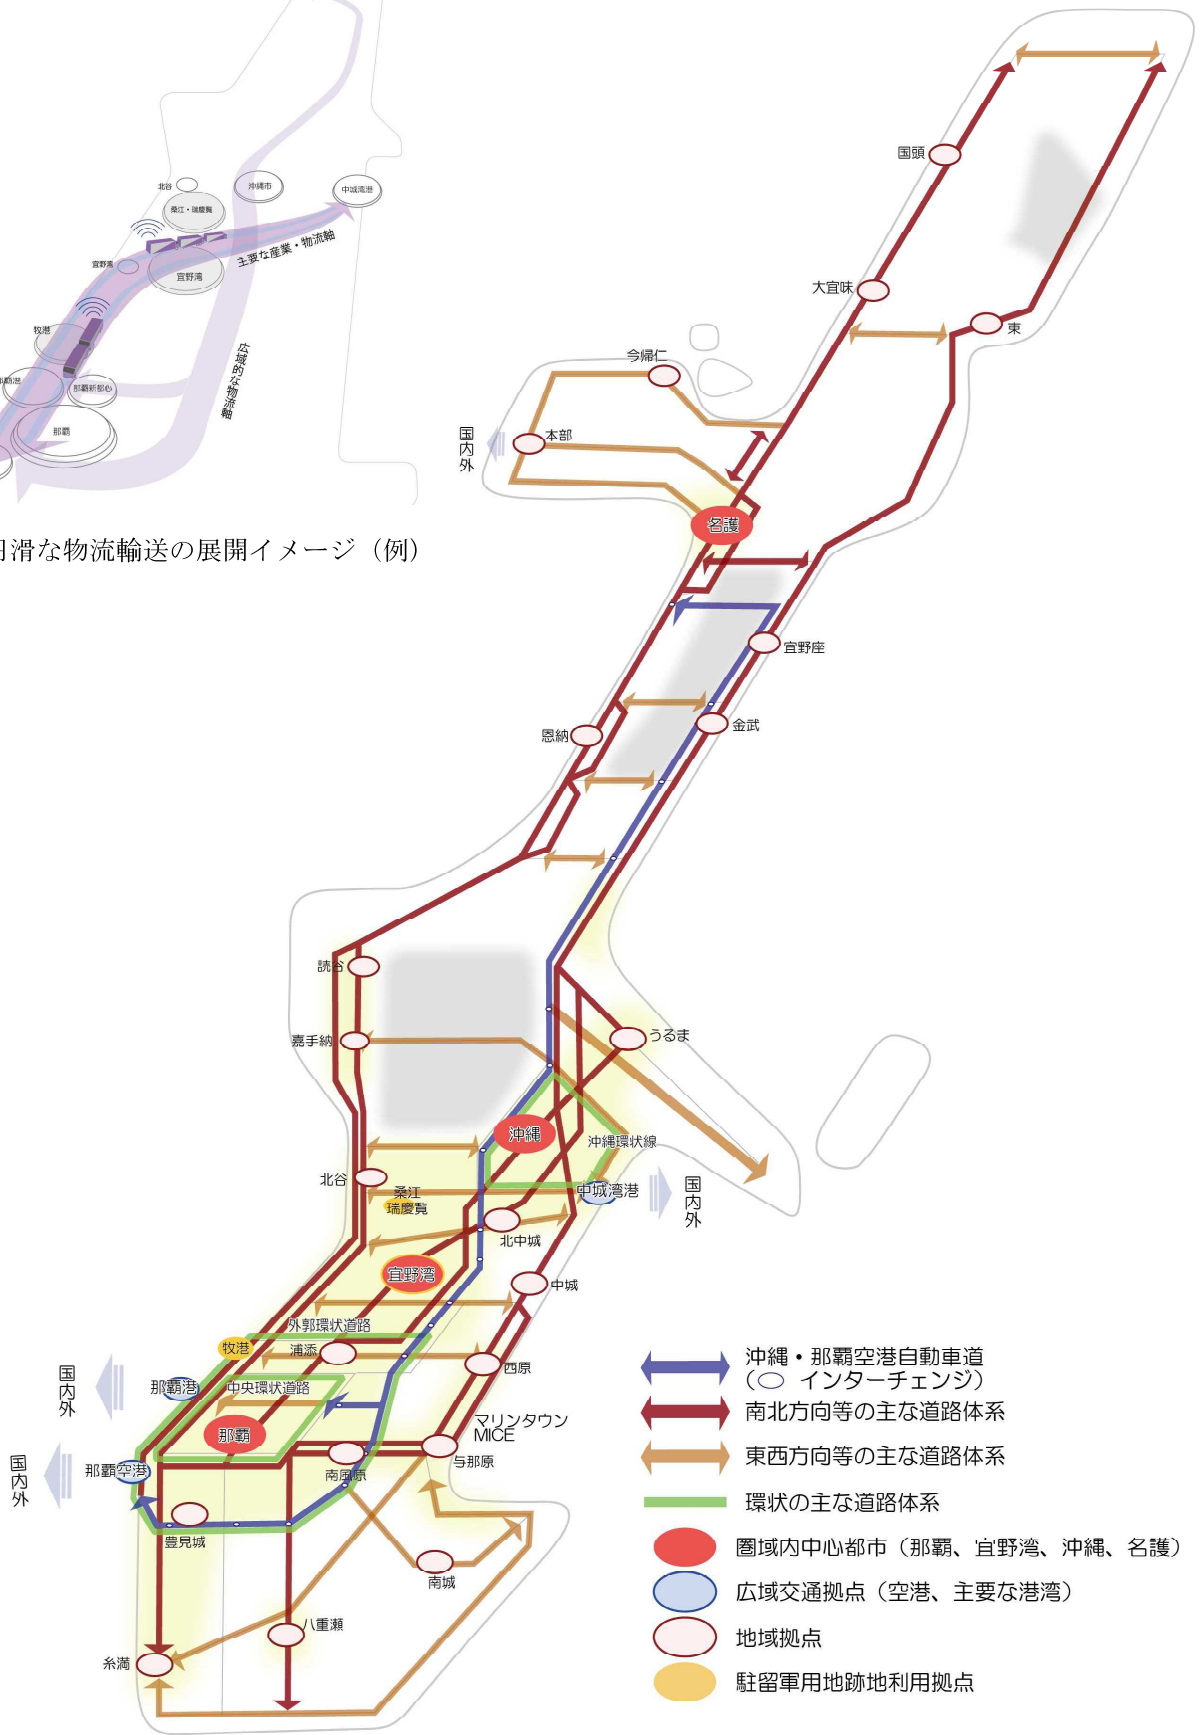 北谷
沖縄市
中城湾港
桑江・瑞慶覧
主要な産業・物流軸
宜野湾
宜野湾
牧港
那覇新都心
那覇
広域的な物流軸
滑な物流輸送の展開イメージ（例）
国頭
大宜味
東
今帰仁
本部
国内外
名護
宜野座
恩納
金武
読谷
嘉手納
うるま
沖縄
沖縄環状線
北谷
桑江
瑞慶覧
中城湾港
国内外
北中城
宜野湾
中城
外郭環状道路
牧港
浦添
西原
国内外
那覇港
中央環状道路
那覇
マリンタウン
MICE
与那原
国内外
那覇空港
南風原
豊見城
南城
八重瀬
糸満
沖縄・那覇空港自動車道
（ インターチェンジ）
南北方向等の主な道路体系
東西方向等の主な道路体系
環状の主な道路体系
圏域内中心都市（那覇、宜野湾、沖縄、名護）
広域交通拠点（空港、主要な港湾）
地域拠点
駐留軍用地跡地利用拠点